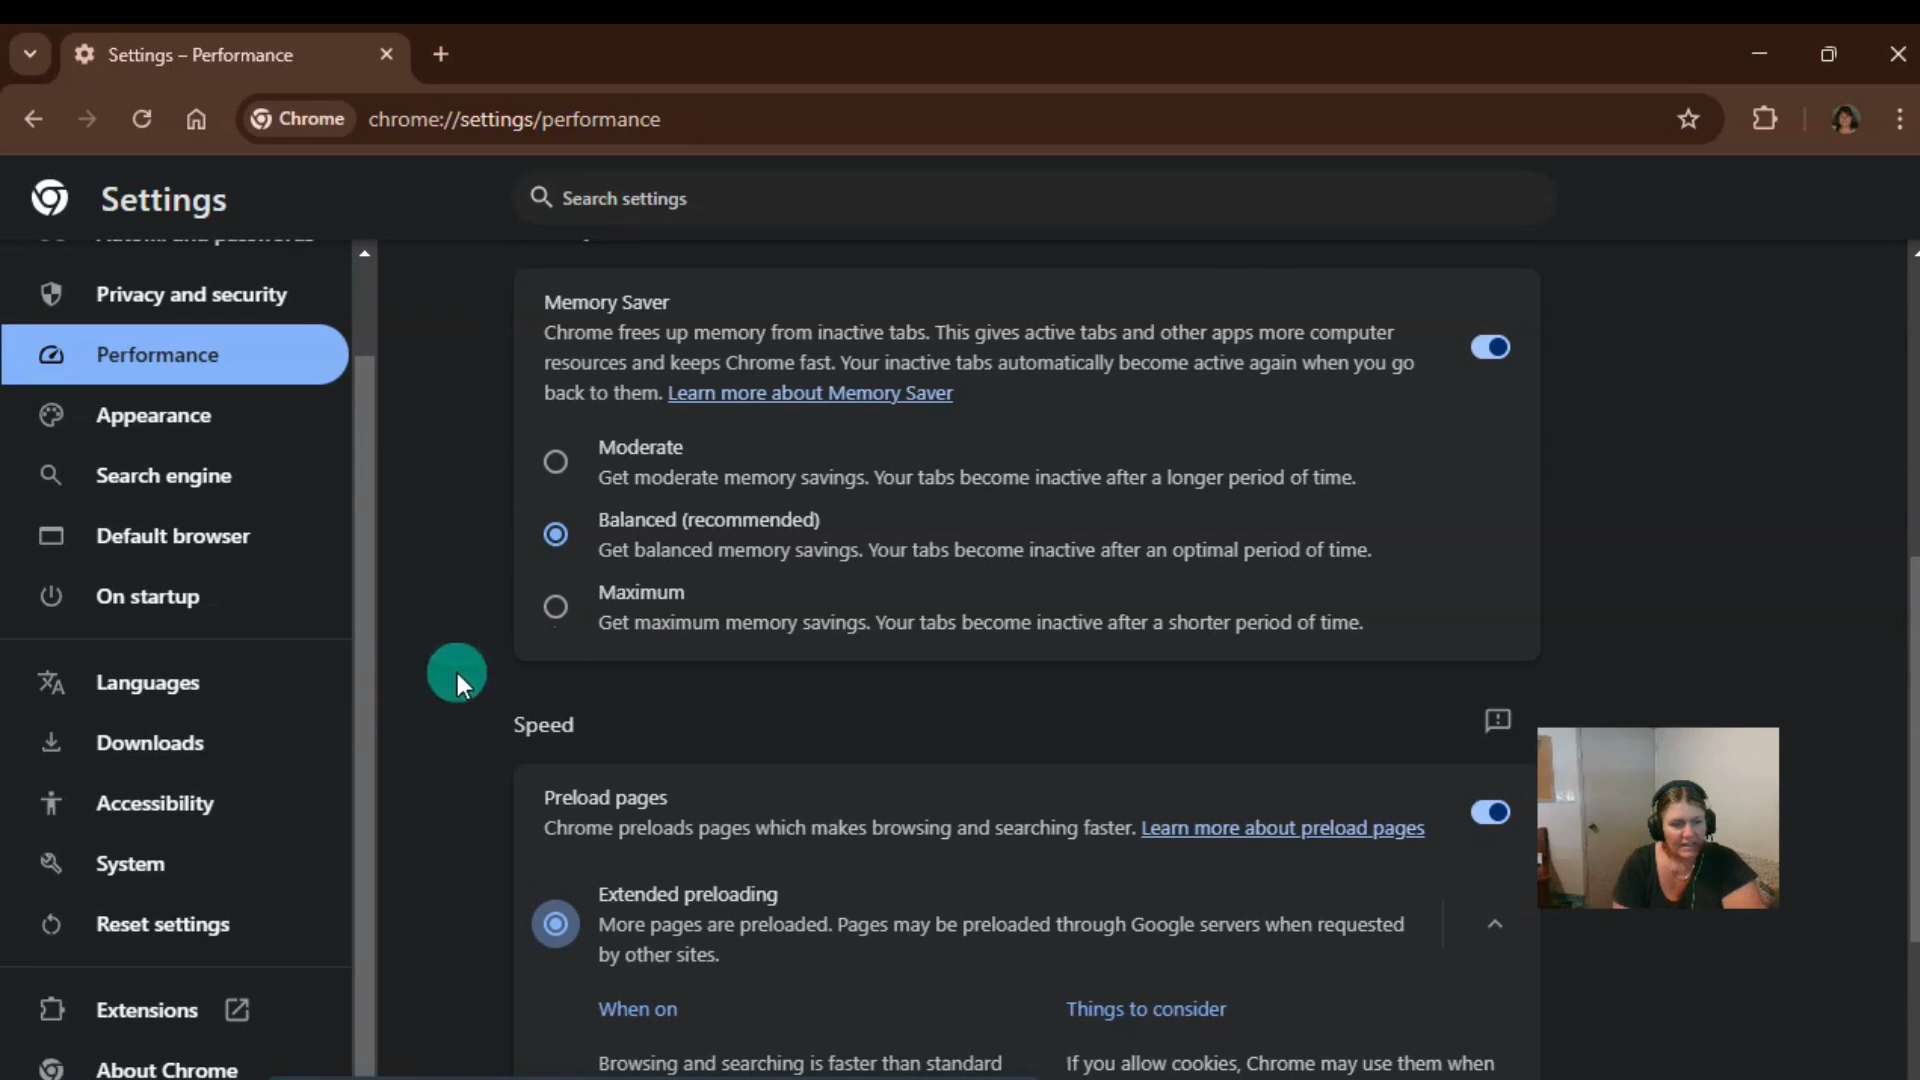 Settings – Performance
Chrome
chrome://settings/performance
Settings
Search settings
Privacy and security
Performance
Appearance
Search engine
Default browser
On startup
Languages
Downloads
Accessibility
System
Reset settings
Extensions
About Chrome
Memory Saver
Chrome frees up memory from inactive tabs. This gives active tabs and other apps more computer
resources and keeps Chrome fast. Your inactive tabs automatically become active again when you go
back to them. Learn more about Memory Saver
Moderate
Get moderate memory savings. Your tabs become inactive after a longer period of time.
Balanced (recommended)
Get balanced memory savings. Your tabs become inactive after an optimal period of time.
Maximum
Get maximum memory savings. Your tabs become inactive after a shorter period of time.
Speed
Preload pages
Chrome preloads pages which makes browsing and searching faster. Learn more about preload pages
Extended preloading
More pages are preloaded. Pages may be preloaded through Google servers when requested
by other sites.
When on
Things to consider
Browsing and searching is faster than standard
If you allow cookies, Chrome may use them when